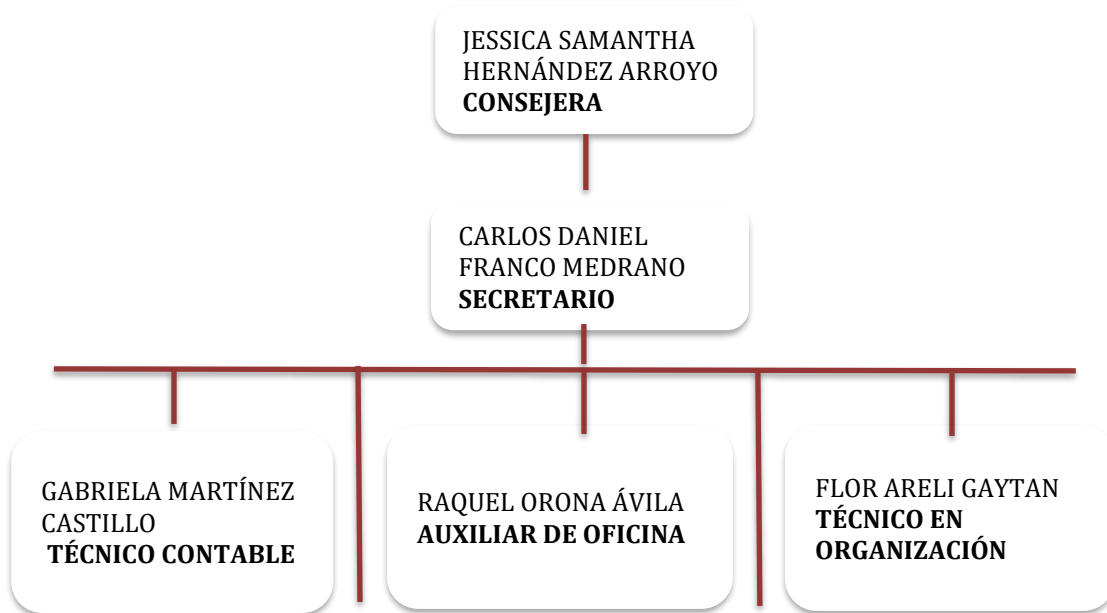 JESSICA SAMANTHA
HERNÁNDEZ ARROYO
CONSEJERA
CARLOS DANIEL
FRANCO MEDRANO
SECRETARIO
GABRIELA MARTÍNEZ
CASTILLO
TÉCNICO CONTABLE
RAQUEL ORONA ÁVILA
AUXILIAR DE OFICINA
FLOR ARELI GAYTAN
TÉCNICO EN
ORGANIZACIÓN